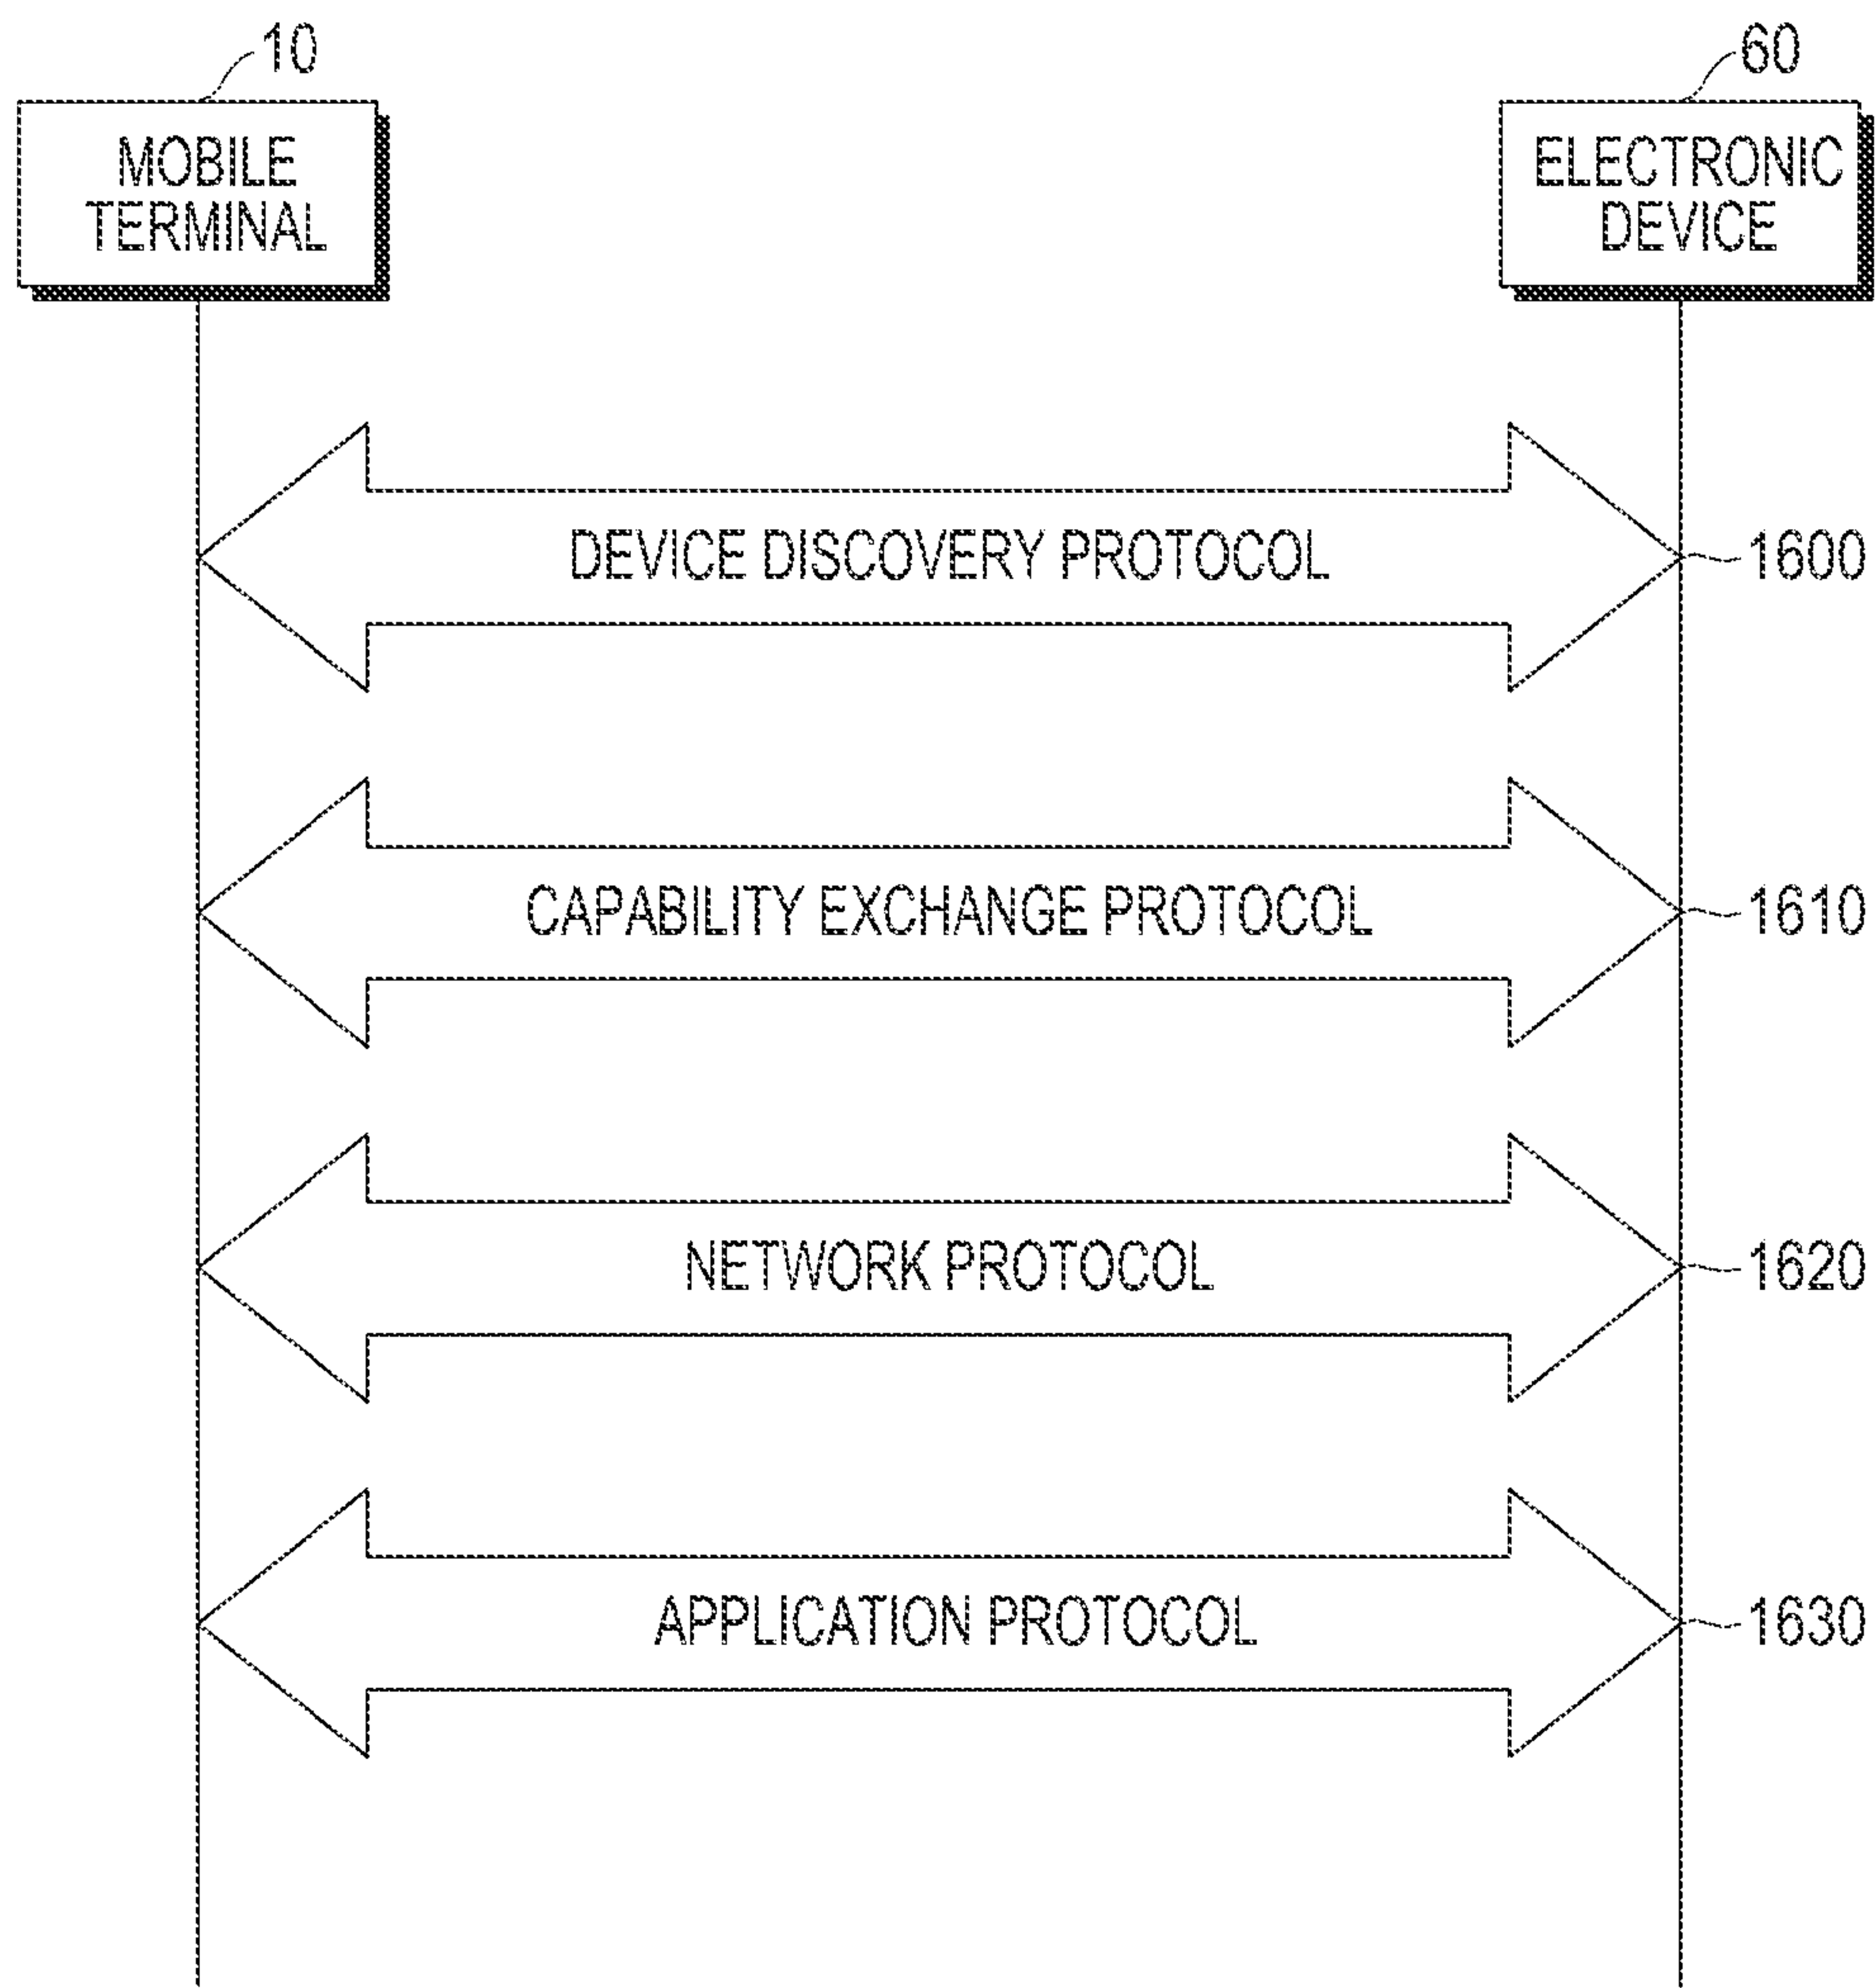 10
60
MOBILE
TERMINAL
ELECTRONIC
DEVICE
DEVICE DISCOVERY PROTOCOL
1600
CAPABILITY EXCHANGE PROTOCOL
1610
NETWORK PROTOCOL
1620
APPLICATION PROTOCOL
1630